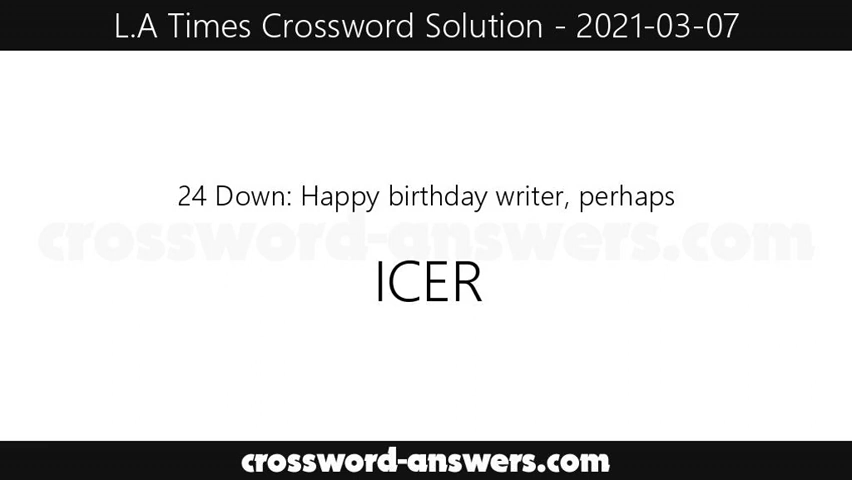 L.A Times Crossword Solution - 2021-03-07
24 Down: Happy birthday writer, perhaps
crossword-answers.com
ICER
crossword-answers.com